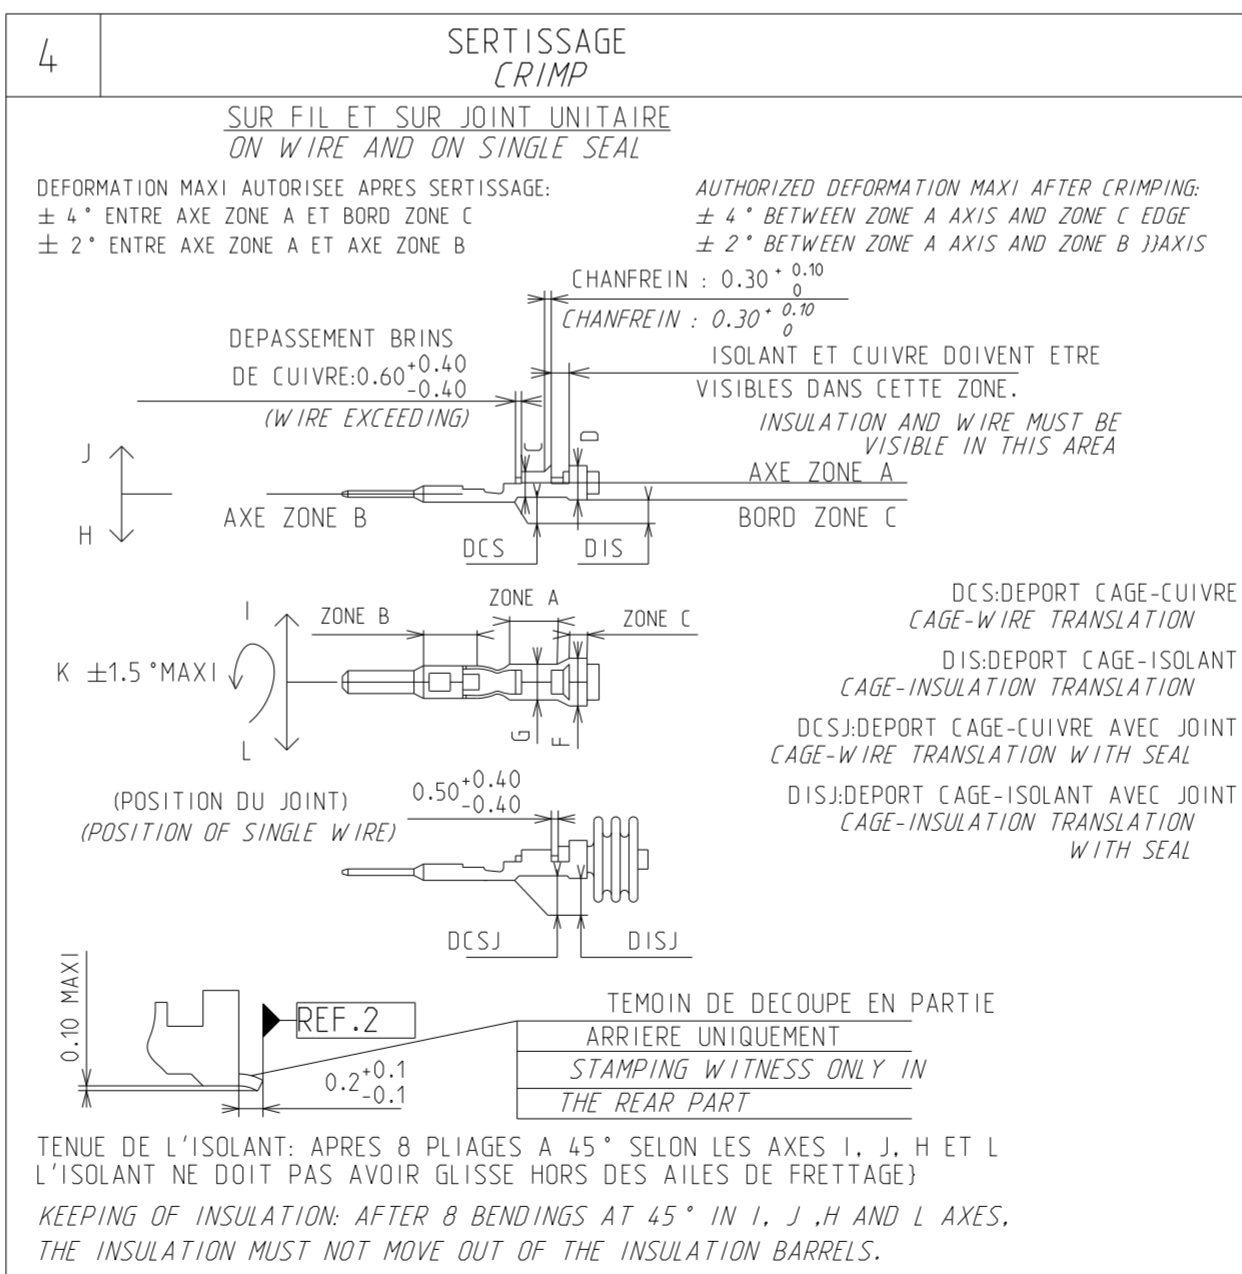 4
SERTISSAGE
CRIMP
SUR FIL ET SUR JOINT UNITAIRE
ON WIRE AND ON SINGLE SEAL
DEFORMATION MAXI AUTORISEE APRES SERTISSAGE:
± 4° ENTRE AXE ZONE A ET BORD ZONE C
± 2° ENTRE AXE ZONE A ET AXE ZONE B
AUTHORIZED DEFORMATION MAXI AFTER CRIMPING:
± 4° BETWEEN ZONE A AXIS AND ZONE C EDGE
± 2° BETWEEN ZONE A AXIS AND ZONE B }}AXIS
CHANFREIN : 0.30 + 0.10 0
CHANFREIN : 0.30 + 0.10 0
DEPASSEMENT BRINS
DE CUIVRE:0.60 +0.40 -0.40
(WIRE EXCEEDING)
ISOLANT ET CUIVRE DOIVENT ETRE
VISIBLES DANS CETTE ZONE.
INSULATION AND WIRE MUST BE
VISIBLE IN THIS AREA
C
D
J
H
AXE ZONE B
AXE ZONE A
BORD ZONE C
DCS
DIS
I
ZONE B
ZONE A
ZONE C
K ±1.5°MAXI
L
G
F
DCS:DEPORT CAGE-CUIVRE
CAGE-WIRE TRANSLATION
DIS:DEPORT CAGE-ISOLANT
CAGE-INSULATION TRANSLATION
DCSJ:DEPORT CAGE-CUIVRE AVEC JOINT
CAGE-WIRE TRANSLATION WITH SEAL
DISJ:DEPORT CAGE-ISOLANT AVEC JOINT
CAGE-INSULATION TRANSLATION
WITH SEAL
(POSITION DU JOINT)
(POSITION OF SINGLE WIRE)
0.50 +0.40 -0.40
DCSJ
DISJ
0.10 MAXI
REF.2
0.2 +0.1 -0.1
TEMOIN DE DECOUPE EN PARTIE
ARRIERE UNIQUEMENT
STAMPING WITNESS ONLY IN
THE REAR PART
TENUE DE L'ISOLANT: APRES 8 PLIAGES A 45° SELON LES AXES I, J, H ET L
L'ISOLANT NE DOIT PAS AVOIR GLISSE HORS DES AILES DE FRETTAGE}
KEEPING OF INSULATION: AFTER 8 BENDINGS AT 45° IN I, J ,H AND L AXES,
THE INSULATION MUST NOT MOVE OUT OF THE INSULATION BARRELS.